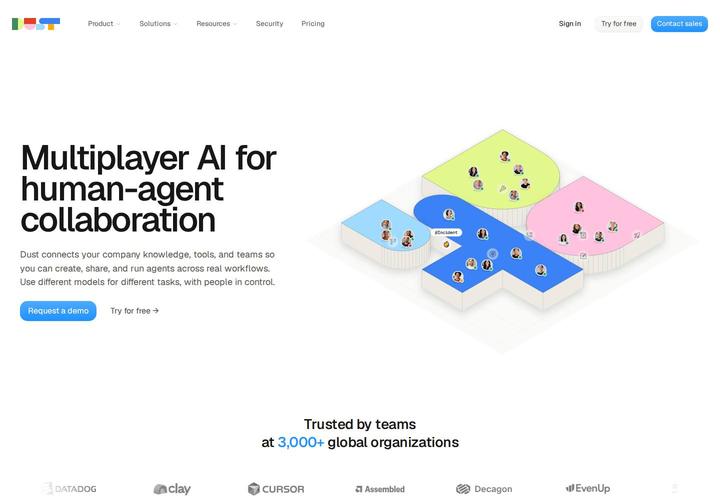 DUST
Product
Solutions
Resources
Security
Pricing
Sign In
Try for free
Contact sales
Multiplayer AI for
human-agent
collaboration
Dust connects your company knowledge, tools, and teams so
you can create, share, and run agents across real workflows.
Use different models for different tasks, with people in control.
Request a demo
Try for free →
#Incident
Trusted by teams
at 3,000+ global organizations
DATADOG
clay
CURSOR
Assembled
Decagon
EvenUp